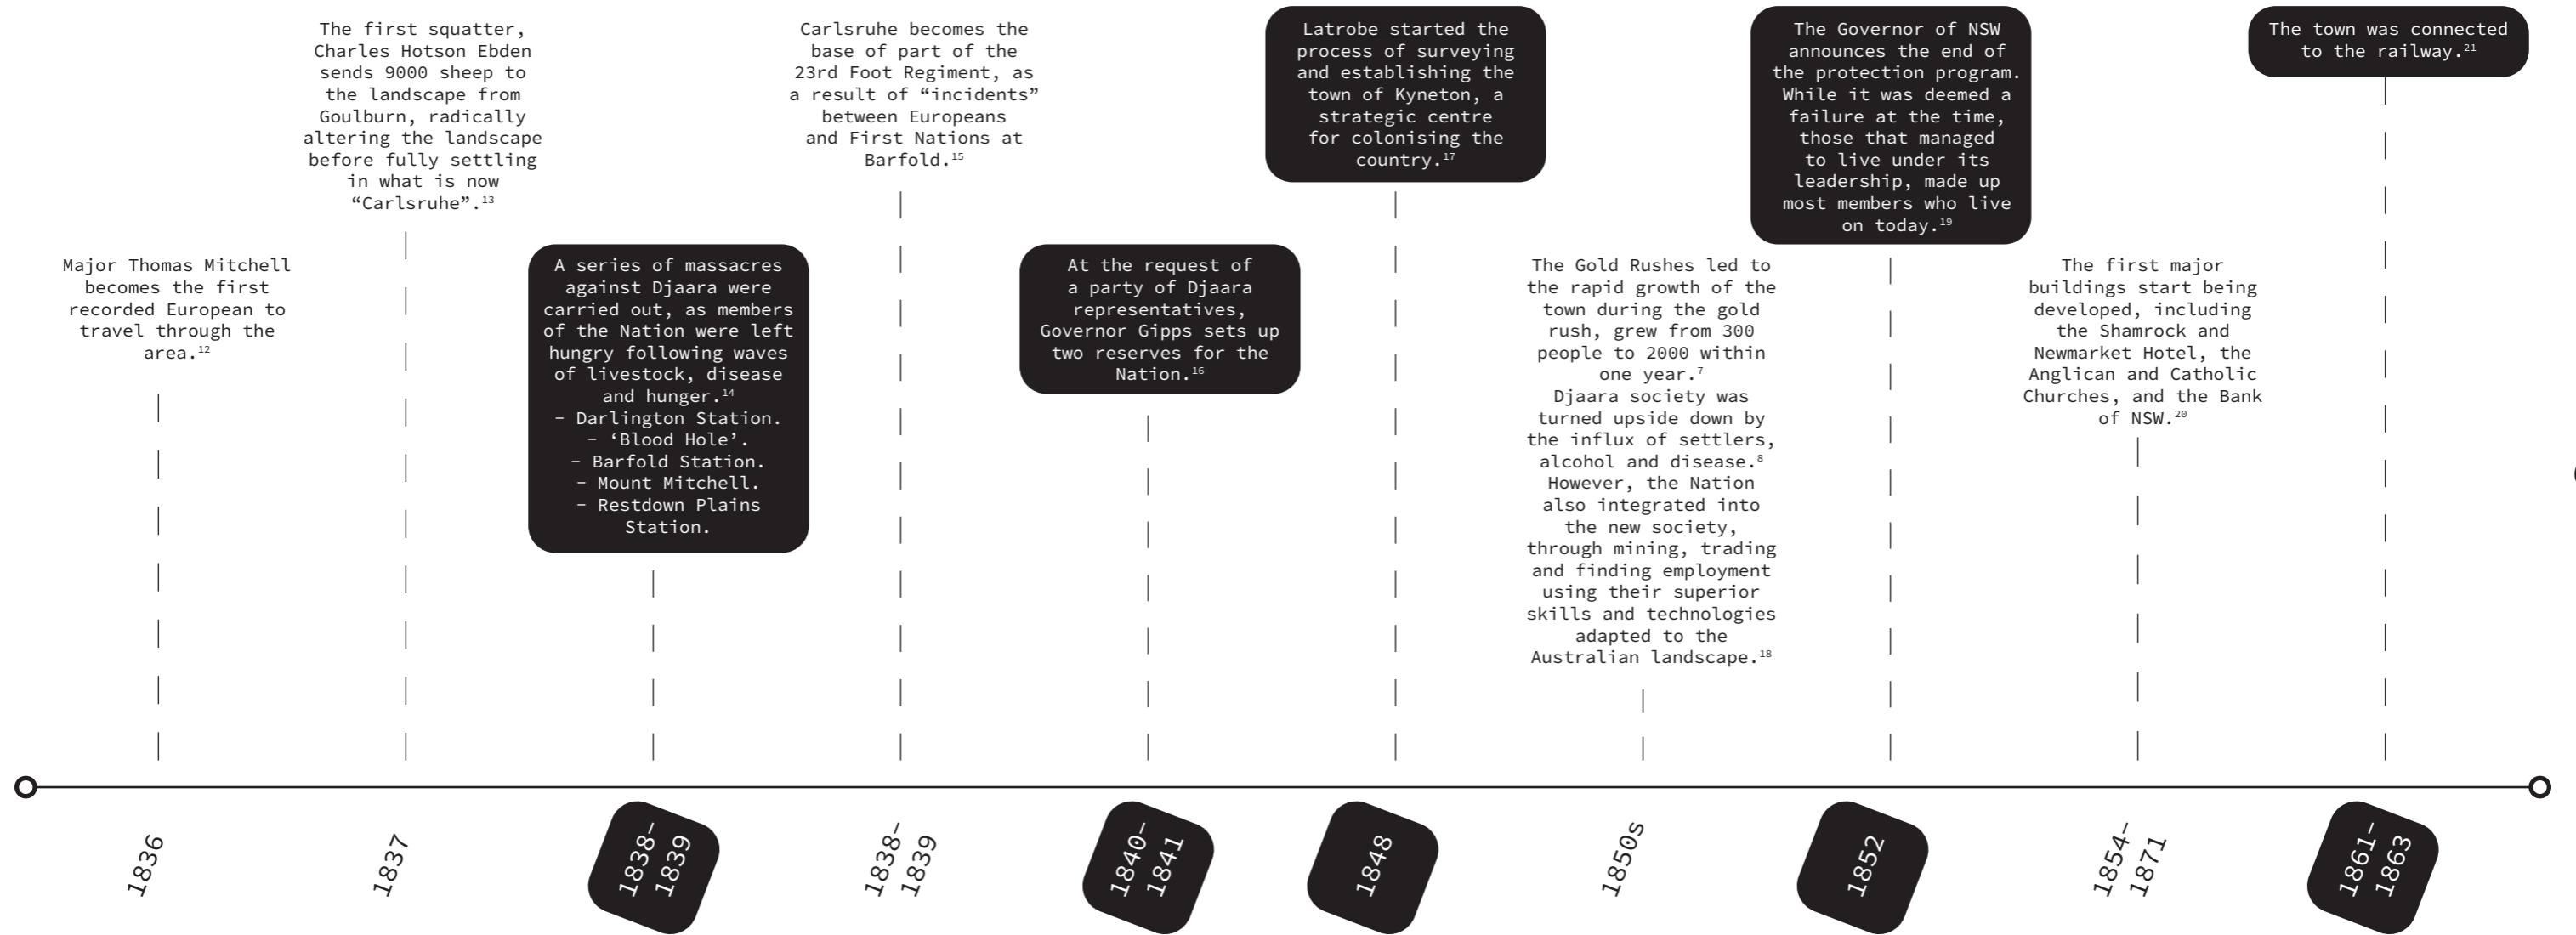 Major Thomas Mitchell
becomes the first
recorded European to
travel through the
area.12
1836
The first squatter,
Charles Hotson Ebden
sends 9000 sheep to
the landscape from
Goulburn, radically
altering the landscape
before fully settling
in what is now
“Carlsruhe”.13
1837
A series of massacres
against Djaara were
carried out, as members
of the Nation were left
hungry following waves
of livestock, disease
and hunger.14
– Darlington Station.
– ‘Blood Hole’.
– Barfold Station.
– Mount Mitchell.
– Restdown Plains
Station.
1838–
1839
Carlsruhe becomes the
base of part of the
23rd Foot Regiment, as
a result of “incidents”
between Europeans
and First Nations at
Barfold.15
1838–
1839
At the request of
a party of Djaara
representatives,
Governor Gipps sets up
two reserves for the
Nation.16
1840–
1841
Latrobe started the
process of surveying
and establishing the
town of Kyneton, a
strategic centre
for colonising the
country.17
1848
The Gold Rushes led to
the rapid growth of the
town during the gold
rush, grew from 300
people to 2000 within
one year.7
Djaara society was
turned upside down by
the influx of settlers,
alcohol and disease.8
However, the Nation
also integrated into
the new society,
through mining, trading
and finding employment
using their superior
skills and technologies
adapted to the
Australian landscape.18
1850s
The Governor of NSW
announces the end of
the protection program.
While it was deemed a
failure at the time,
those that managed
to live under its
leadership, made up
most members who live
on today.19
1852
The first major
buildings start being
developed, including
the Shamrock and
Newmarket Hotel, the
Anglican and Catholic
Churches, and the Bank
of NSW.20
1854–
1871
The town was connected
to the railway.21
1861–
1863